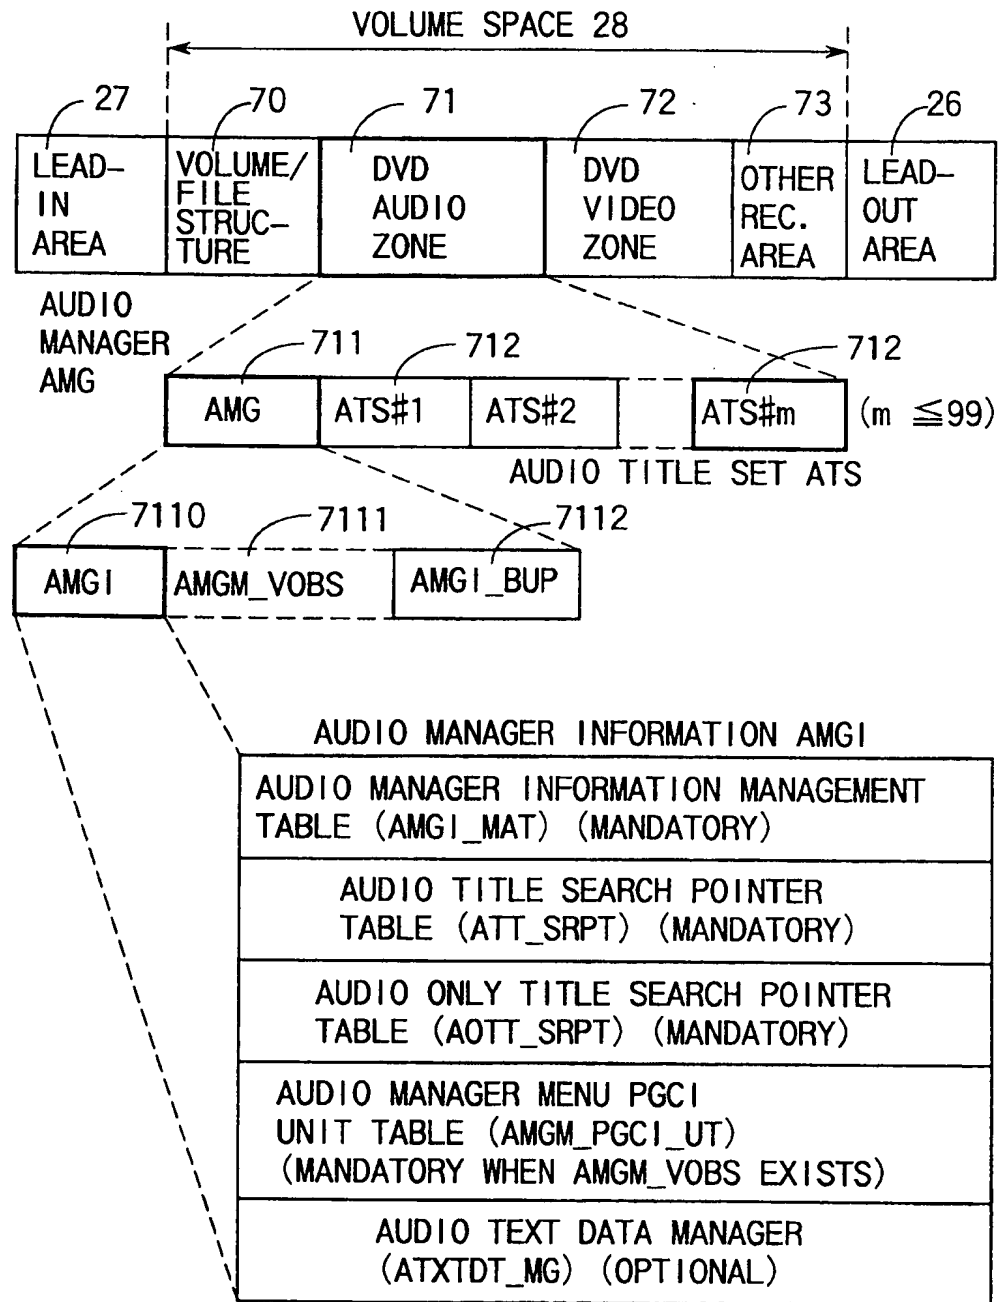 VOLUME SPACE 28
27
70
71
72
73
26
LEAD-
IN
AREA
VOLUME/
FILE
STRUC-
TURE
DVD
AUDIO
ZONE
DVD
VIDEO
ZONE
OTHER
REC.
AREA
LEAD-
OUT
AREA
AUDIO
MANAGER
AMG
711
712
712
AMG
ATS#1
ATS#2
ATS#m
(m ≦99)
AUDIO TITLE SET ATS
7110
7111
7112
AMGI
AMGM_VOBS
AMGI_BUP
AUDIO MANAGER INFORMATION AMGI
AUDIO MANAGER INFORMATION MANAGEMENT
TABLE (AMGI_MAT) (MANDATORY)
AUDIO TITLE SEARCH POINTER
TABLE (ATT_SRPT) (MANDATORY)
AUDIO ONLY TITLE SEARCH POINTER
TABLE (AOTT_SRPT) (MANDATORY)
AUDIO MANAGER MENU PGCI
UNIT TABLE (AMGM_PGCI_UT)
(MANDATORY WHEN AMGM_VOBS EXISTS)
AUDIO TEXT DATA MANAGER
(ATXTDT_MG) (OPTIONAL)